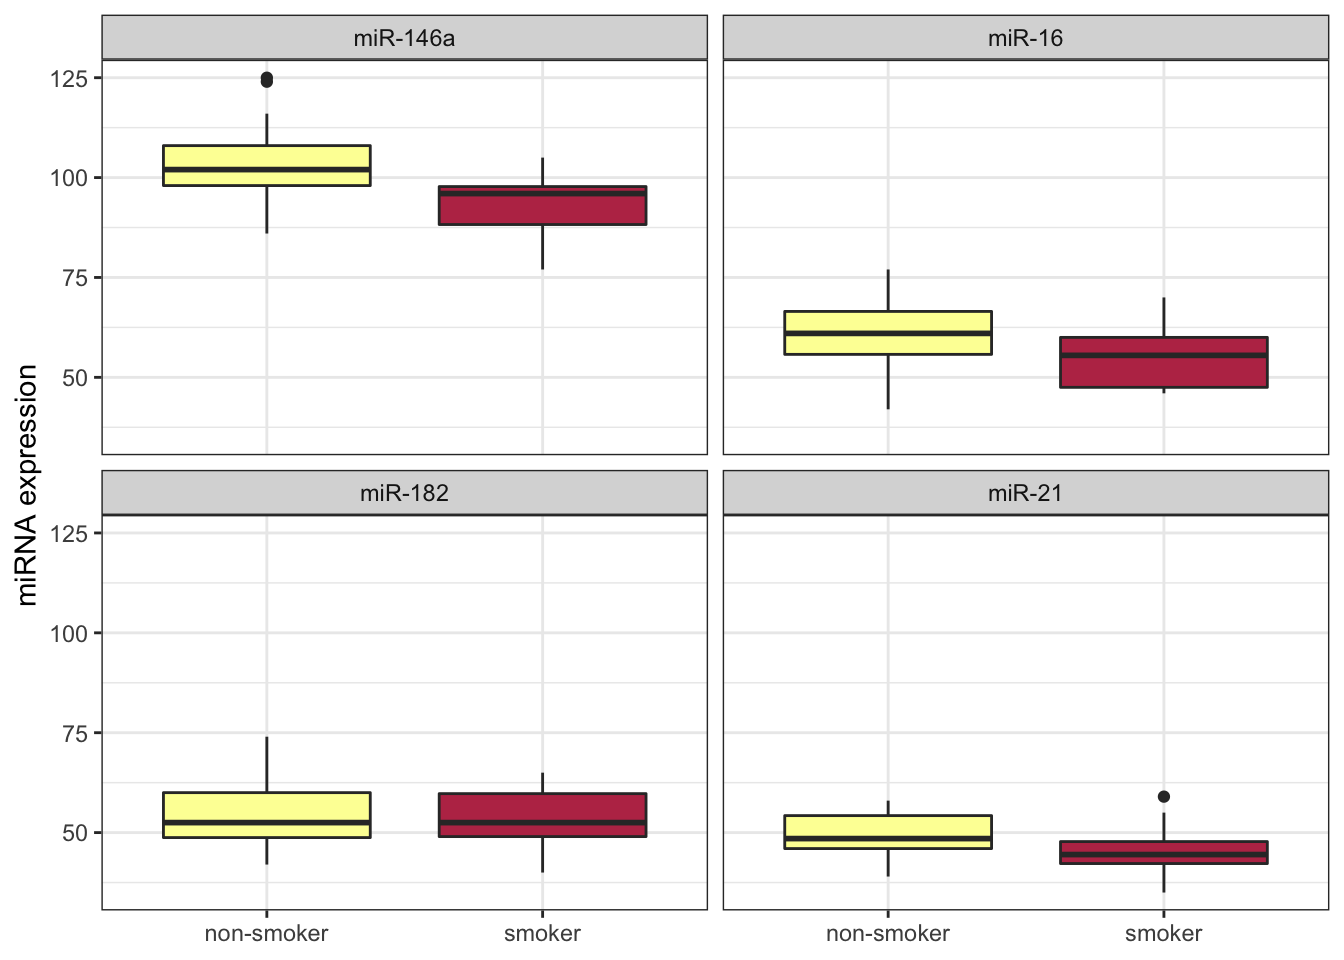 miR-146a
miR-16
125
100
75
50
miRNA expression
miR-182
miR-21
125
100
75
50
non-smoker
smoker
non-smoker
smoker